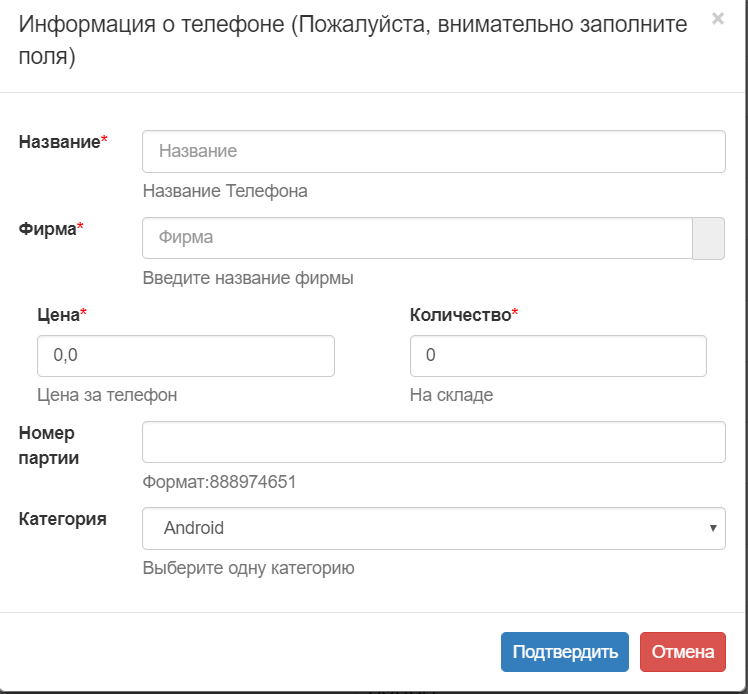 Информация о телефоне (Пожалуйста, внимательно заполните
поля)
×
Название*
Название
Название Телефона
Фирма*
Фирма
Введите название фирмы
Цена*
Количество*
0,0
0
Цена за телефон
На складе
Номер
партии
Формат:888974651
Категория
Android
Выберите одну категорию
Подтвердить
Отмена